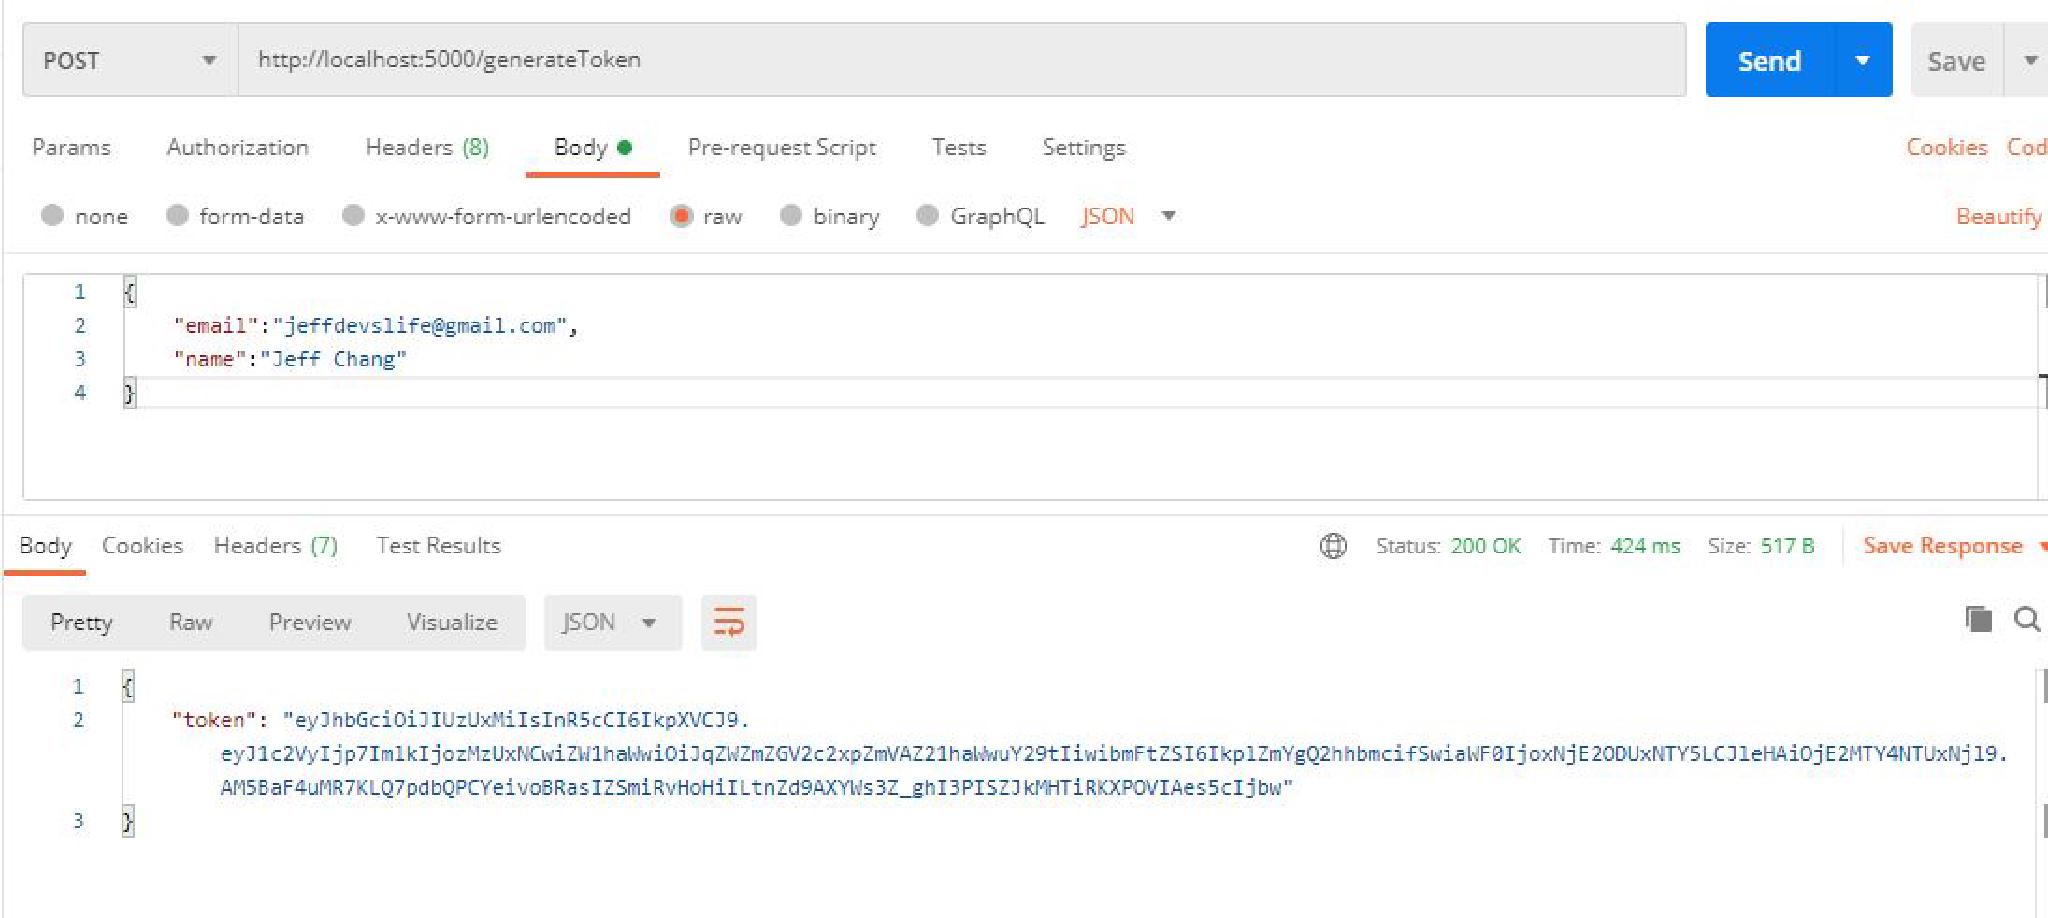 POST http://localhost:5000/generateToken Send Save
Params Authorization Headers (8) Body Pre-request Script Tests Settings Cookies Cod
none form-data x-www-form-urlencoded raw binary GraphQL JSON Beautify
1 {
2 "email":"jeffdevslife@gmail.com",
3 "name":"Jeff Chang"
4 }
Body Cookies Headers (7) Test Results Status: 200 OK Time: 424 ms Size: 517 B Save Response
Pretty Raw Preview Visualize JSON
1 {
2 "token": "eyJhbGciOiJIUzUxMiIsInR5cCI6IkpXVCJ9.
eyJ1c2VyIjp7ImlkIjozMzUxNCwiZW1haWwiOiJqZWZmZGV2c2xpZmVAZ21haWwuY29tIiwibmFtZSI6IkplZmYgQ2hhbmcifSwiaWF0IjoxNjE2ODUxNTY5LCJleHAiOjE2MTY4NTUxNjl9.
AM5BaF4uMR7KLQ7pdbQPCYeivoBRasIZSmiRvHoHiILtnZd9AXYWs3Z_ghI3PISZJkMHTiRKXPOVIAes5cIjbw"
3 }